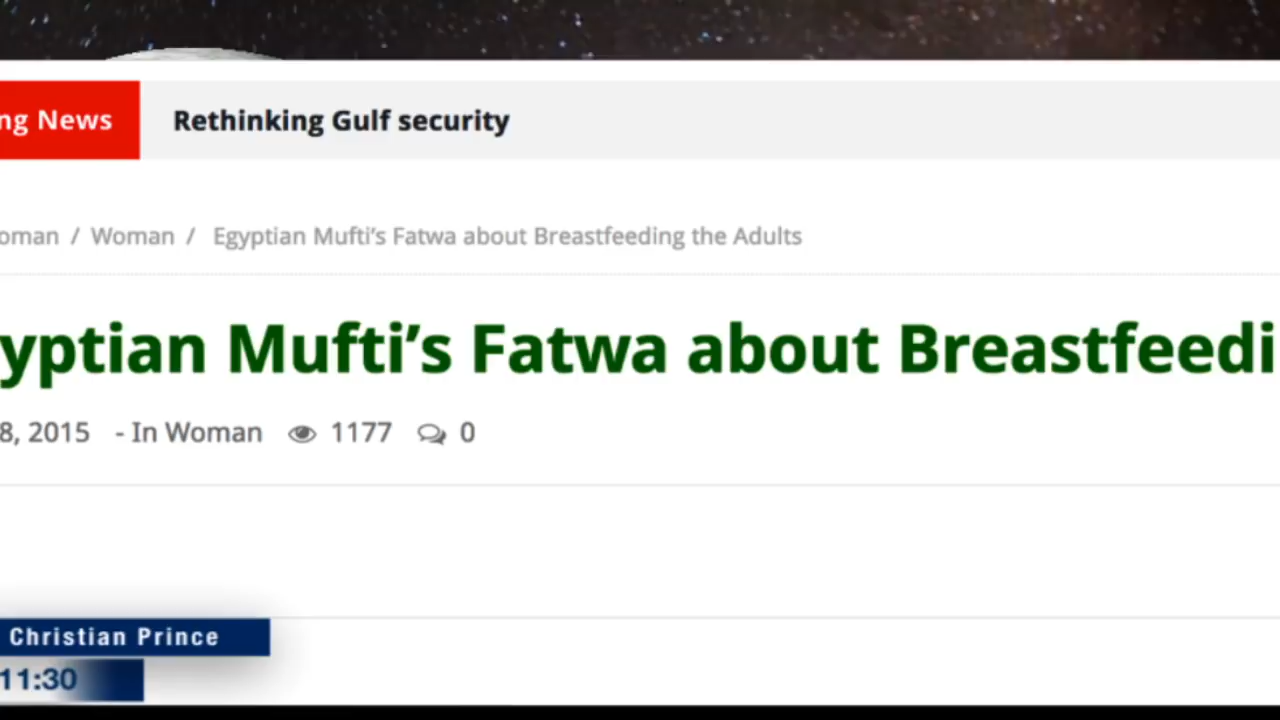 ng News
Rethinking Gulf security
oman / Woman / Egyptian Mufti's Fatwa about Breastfeeding the Adults
yptian Mufti's Fatwa about Breastfeedi
8, 2015 - In Woman 1177 0
Christian Prince
11:30